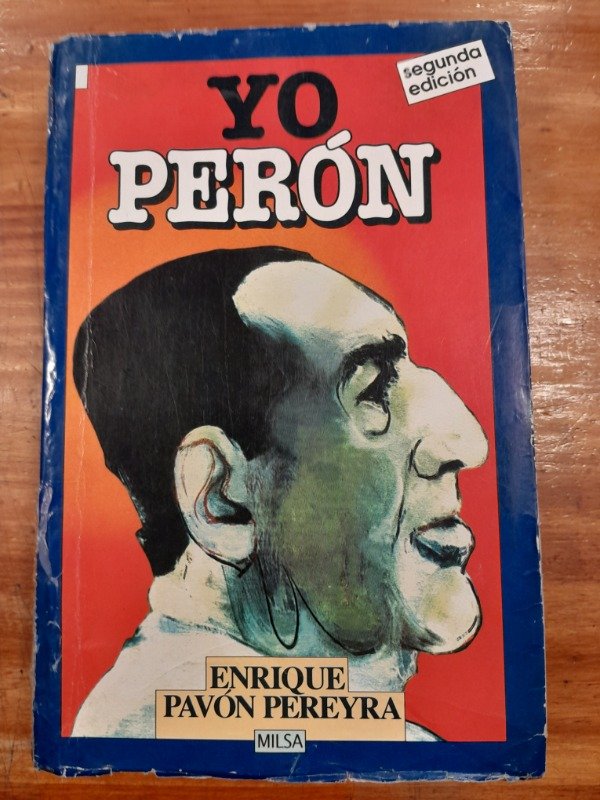 segunda
edición
YO
PERÓN
ENRIQUE
PAVÓN PEREYRA
MILSA